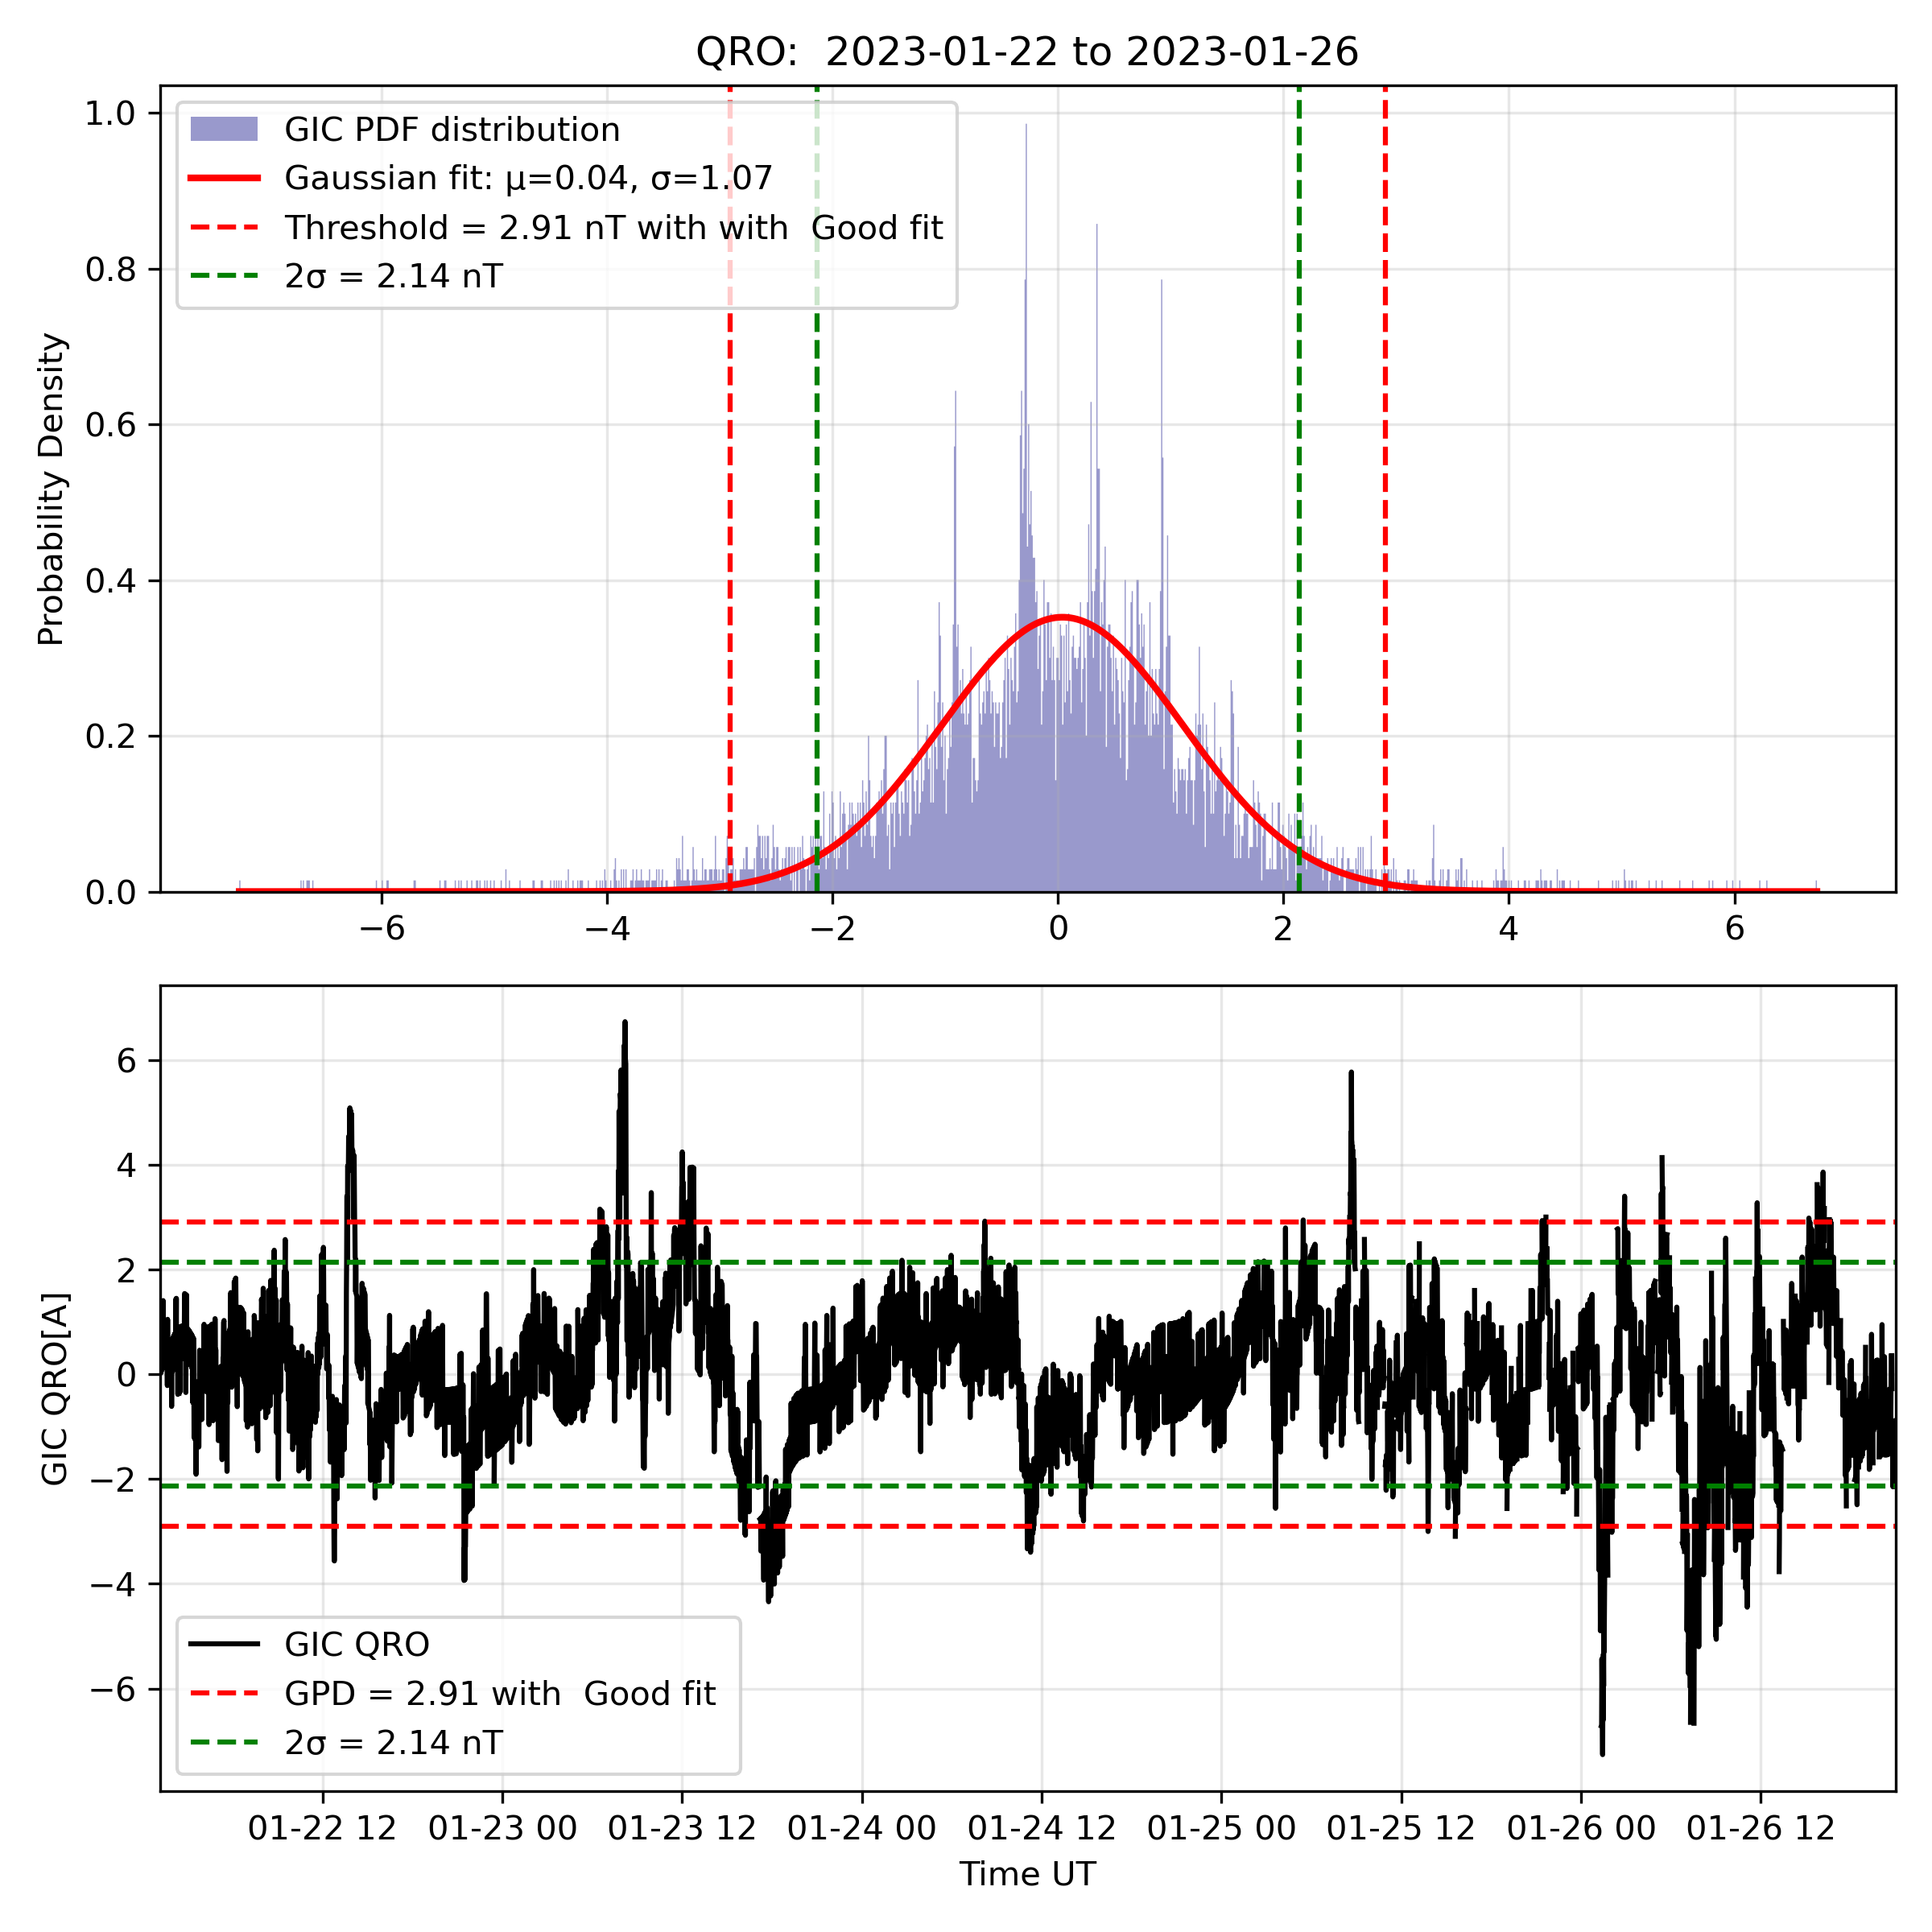 QRO:  2023-01-22 to 2023-01-26
GIC PDF distribution
Gaussian fit: μ=0.04, σ=1.07
Threshold = 2.91 nT with with  Good fit
2σ = 2.14 nT
Probability Density
1.0
0.8
0.6
0.4
0.2
0.0
−6 −4 −2 0 2 4 6
GIC QRO[A]
6
4
2
0
−2
−4
−6
GIC QRO
GPD = 2.91 with  Good fit
2σ = 2.14 nT
01-22 12 01-23 00 01-23 12 01-24 00 01-24 12 01-25 00 01-25 12 01-26 00 01-26 12
Time UT